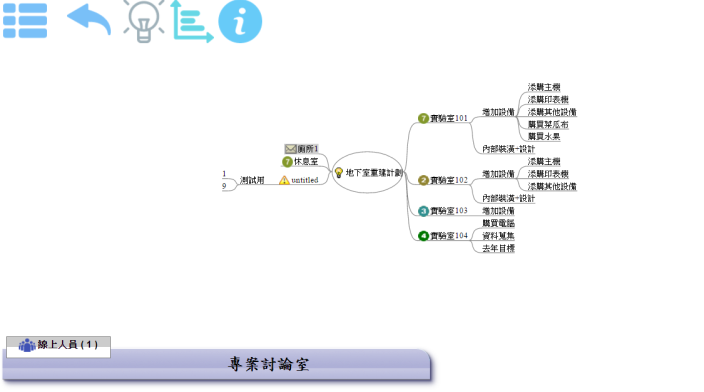 地下室重建計劃
廁所1
休息室
untitled
測試用
1
9
實驗室101
增加設備
添購主機
添購印表機
添購其他設備
購買菜瓜布
購買水果
內部裝潢-設計
實驗室102
增加設備
添購主機
添購印表機
添購其他設備
內部裝潢-設計
實驗室103
增加設備
實驗室104
購買電腦
資料蒐集
去年目標
線上人員 ( 1 )
專案討論室